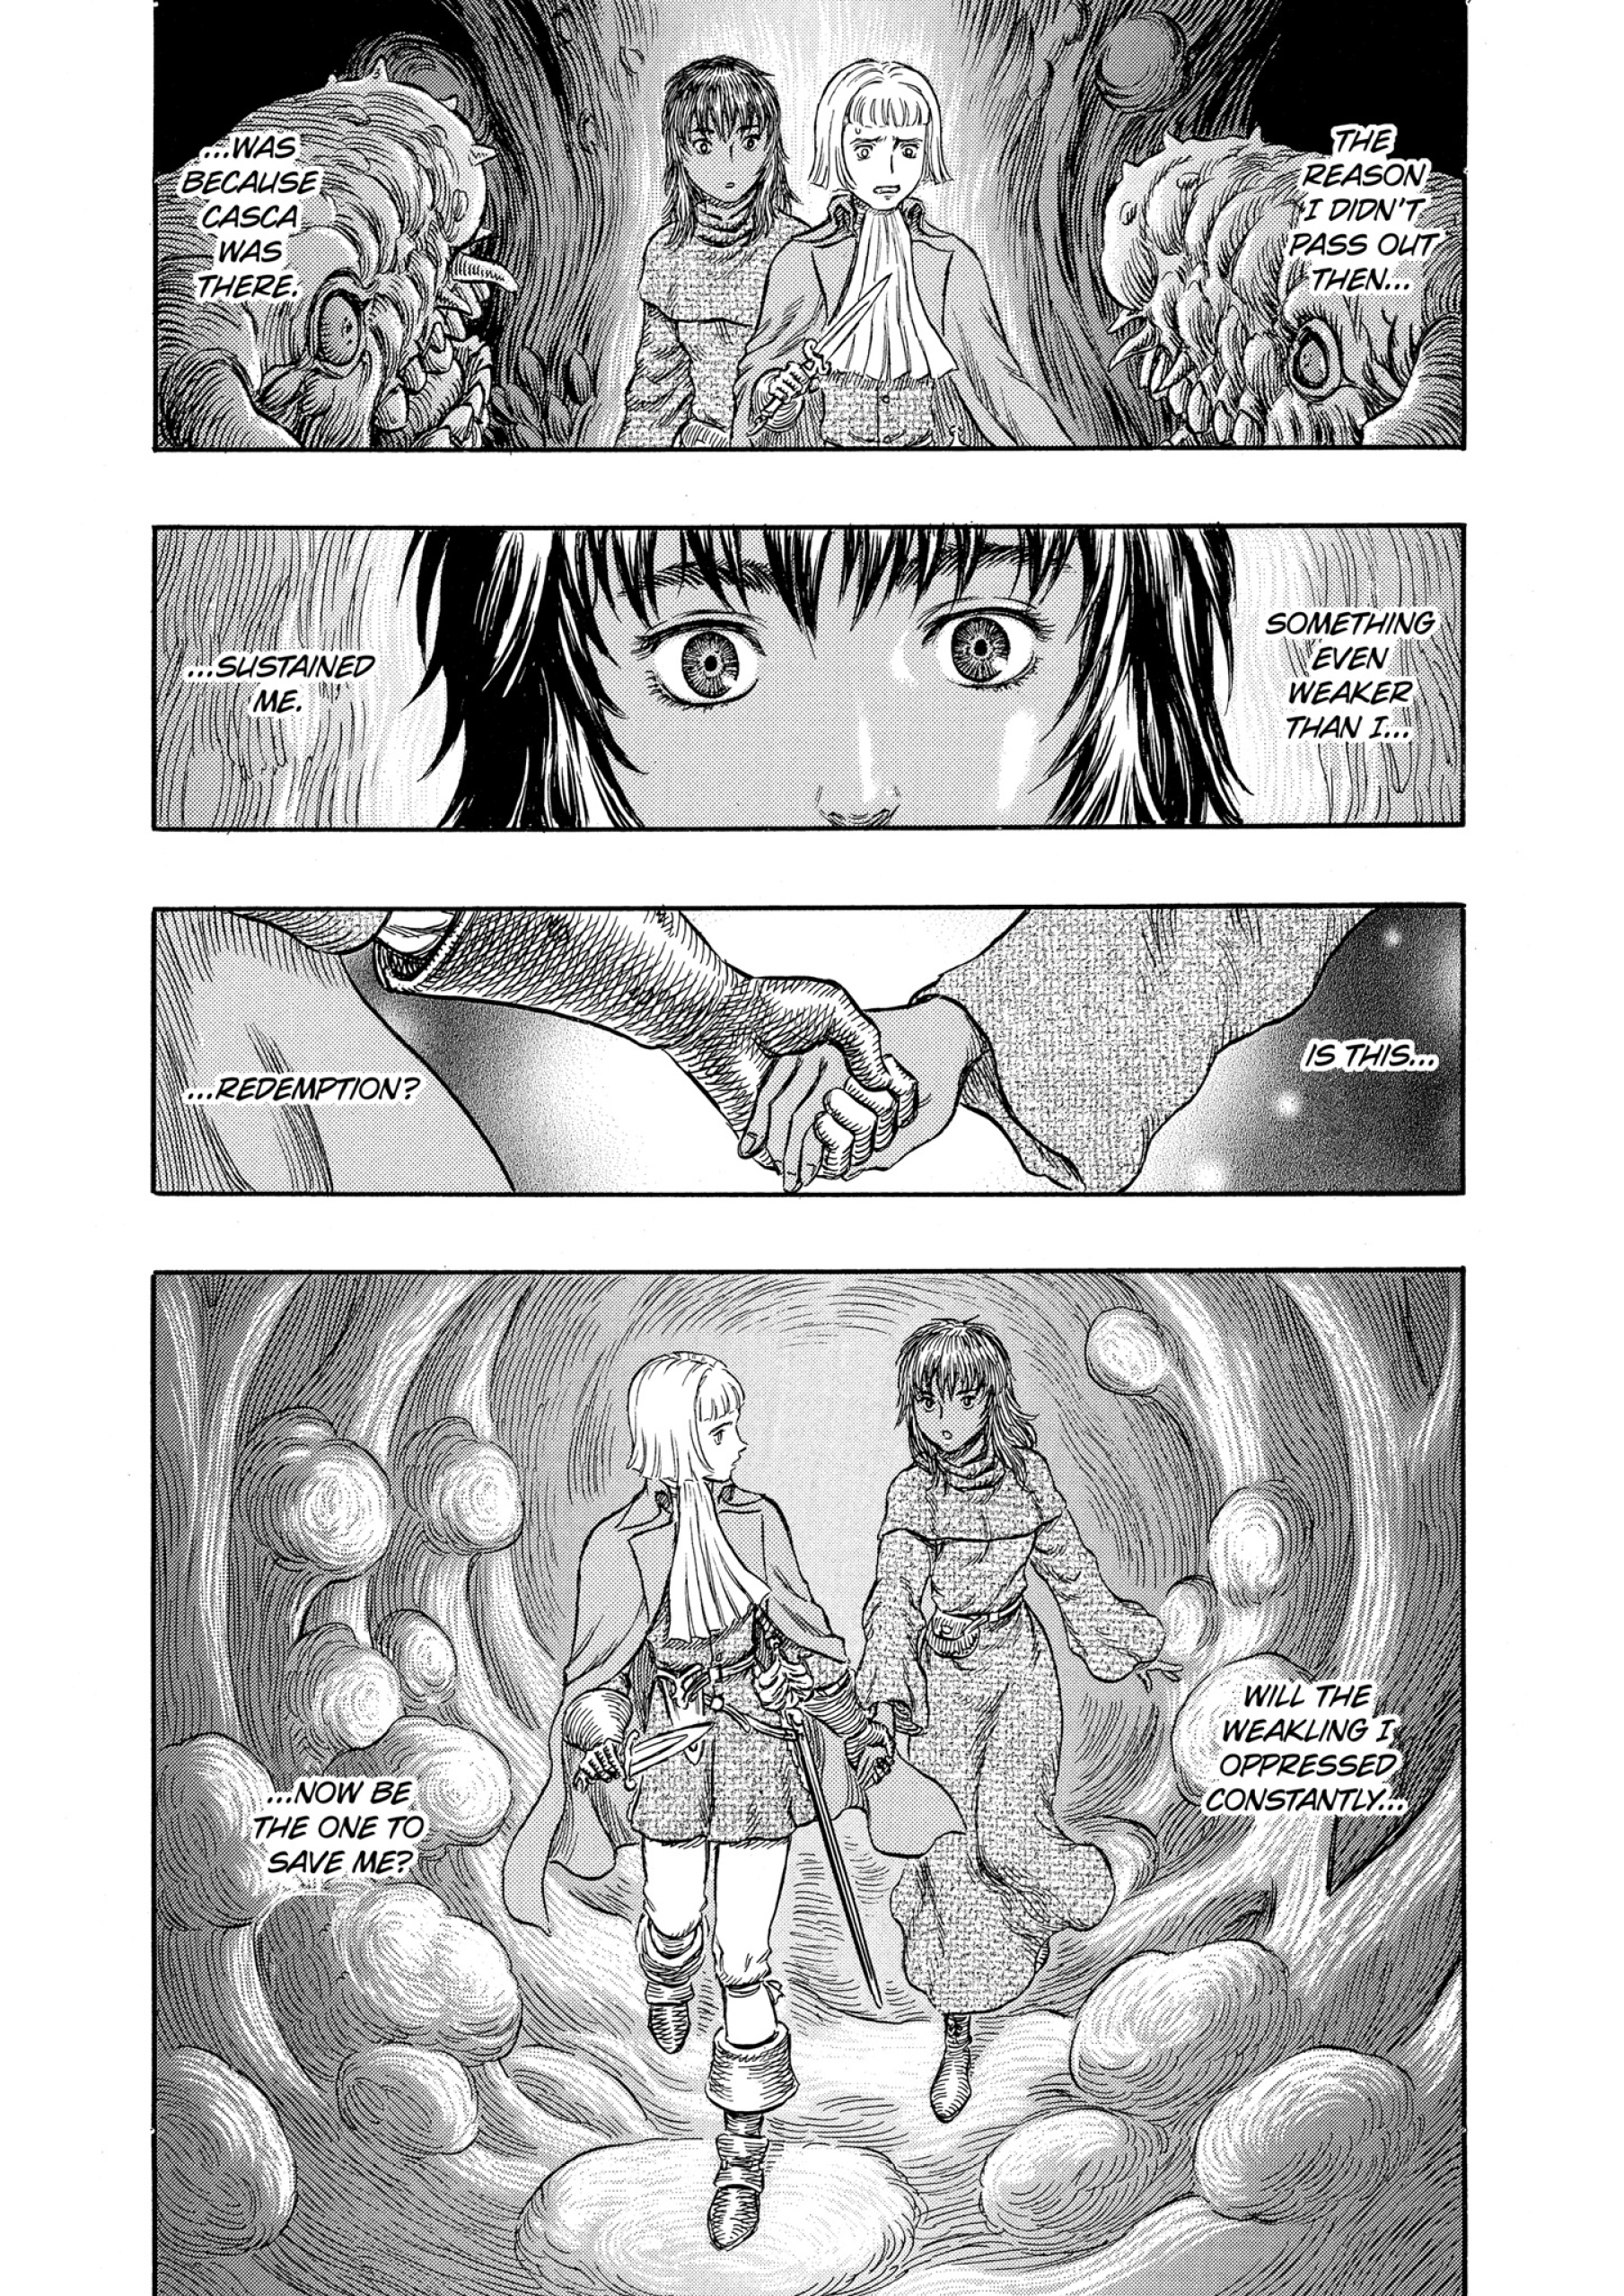 THE
REASON
I DIDN'T
PASS OUT
THEN...
...WAS
BECAUSE
CASCA
WAS
THERE.
SOMETHING
EVEN
WEAKER
THAN I...
...SUSTAINED
ME.
IS THIS...
...REDEMPTION?
WILL THE
WEAKLING I
OPPRESSED
CONSTANTLY...
...NOW BE
THE ONE TO
SAVE ME?